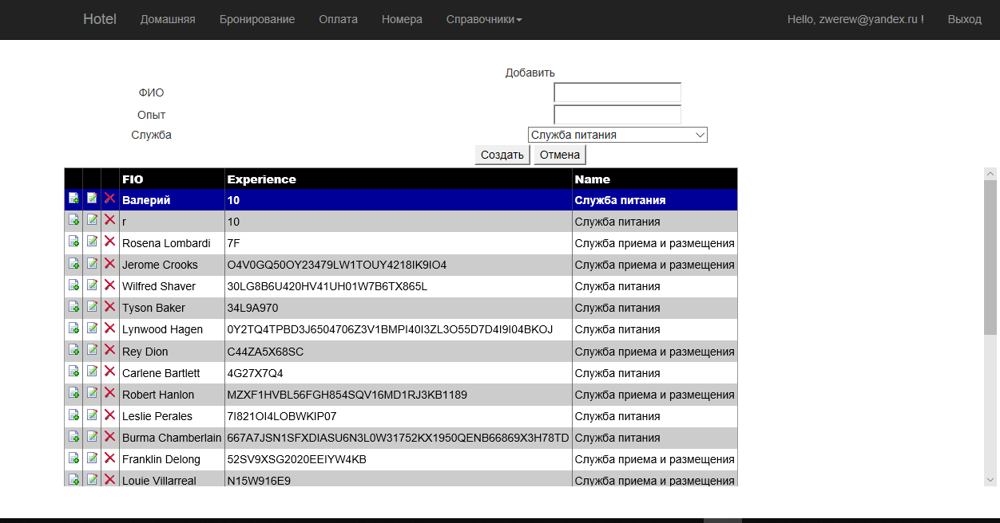 Hotel Домашняя Бронирование Оплата Номера Справочники Hello, zwerew@yandex.ru ! Выход
Добавить
ФИО
Опыт
Служба Служба питания
Создать Отмена
FIO Experience Name
Валерий 10 Служба питания
r 10 Служба питания
Rosena Lombardi 7F Служба приема и размещения
Jerome Crooks O4V0GQ50OY23479LW1TOUY4218IK9IO4 Служба приема и размещения
Wilfred Shaver 30LG8B6U420HV41UH01W7B6TX865L Служба питания
Tyson Baker 34L9A970 Служба питания
Lynwood Hagen 0Y2TQ4TPBD3J6504706Z3V1BMPI40I3ZL3O55D7D4I9I04BKOJ Служба питания
Rey Dion C44ZA5X68SC Служба приема и размещения
Carlene Bartlett 4G27X7Q4 Служба питания
Robert Hanlon MZXF1HVBL56FGH854SQV16MD1RJ3KB1189 Служба приема и размещения
Leslie Perales 7I821OI4LOBWKIP07 Служба питания
Burma Chamberlain 667A7JSN1SFXDIASU6N3L0W31752KX1950QENB66869X3H78TD Служба питания
Franklin Delong 52SV9XSG2020EEIYW4KB Служба приема и размещения
Louie Villarreal N15W916E9 Служба приема и размещения